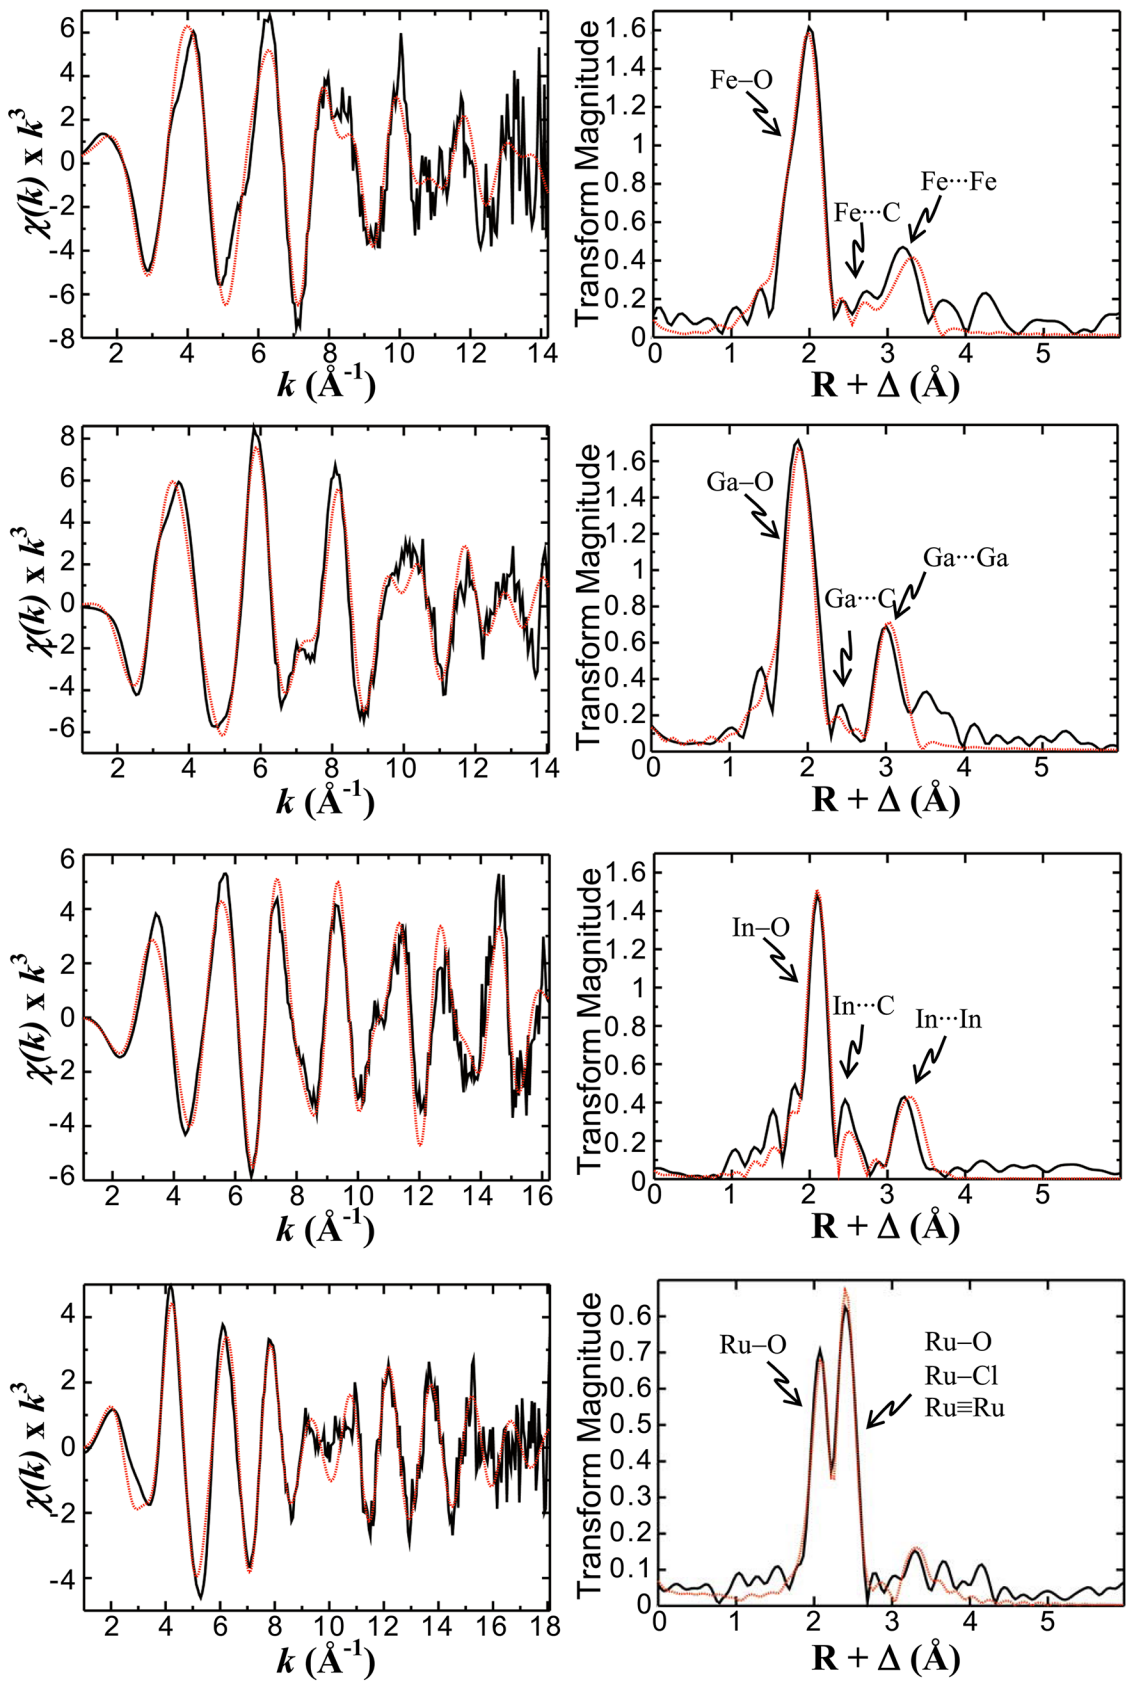 χ(k) x k³
6
4
2
0
-2
-4
-6
-8
2 4 6 8 10 12 14
k (Å⁻¹)
Transform Magnitude
1.6
1.4
1.2
1
0.8
0.6
0.4
0.2
0
0 1 2 3 4 5
R + Δ (Å)
Fe–O
Fe···C
Fe···Fe
χ(k) x k³
8
6
4
2
0
-2
-4
-6
2 4 6 8 10 12 14
k (Å⁻¹)
Transform Magnitude
1.6
1.4
1.2
1
0.8
0.6
0.4
0.2
0
0 1 2 3 4 5
R + Δ (Å)
Ga–O
Ga···C
Ga···Ga
χ(k) x k³
6
4
2
0
-2
-4
-6
2 4 6 8 10 12 14 16
k (Å⁻¹)
Transform Magnitude
1.6
1.4
1.2
1
0.8
0.6
0.4
0.2
0
0 1 2 3 4 5
R + Δ (Å)
In–O
In···C
In···In
χ(k) x k³
4
2
0
-2
-4
2 4 6 8 10 12 14 16 18
k (Å⁻¹)
Transform Magnitude
0.6
0.7
0.6
0.5
0.4
0.3
0.2
0.1
0
0 1 2 3 4 5
R + Δ (Å)
Ru–O
Ru–O
Ru–Cl
Ru≡Ru